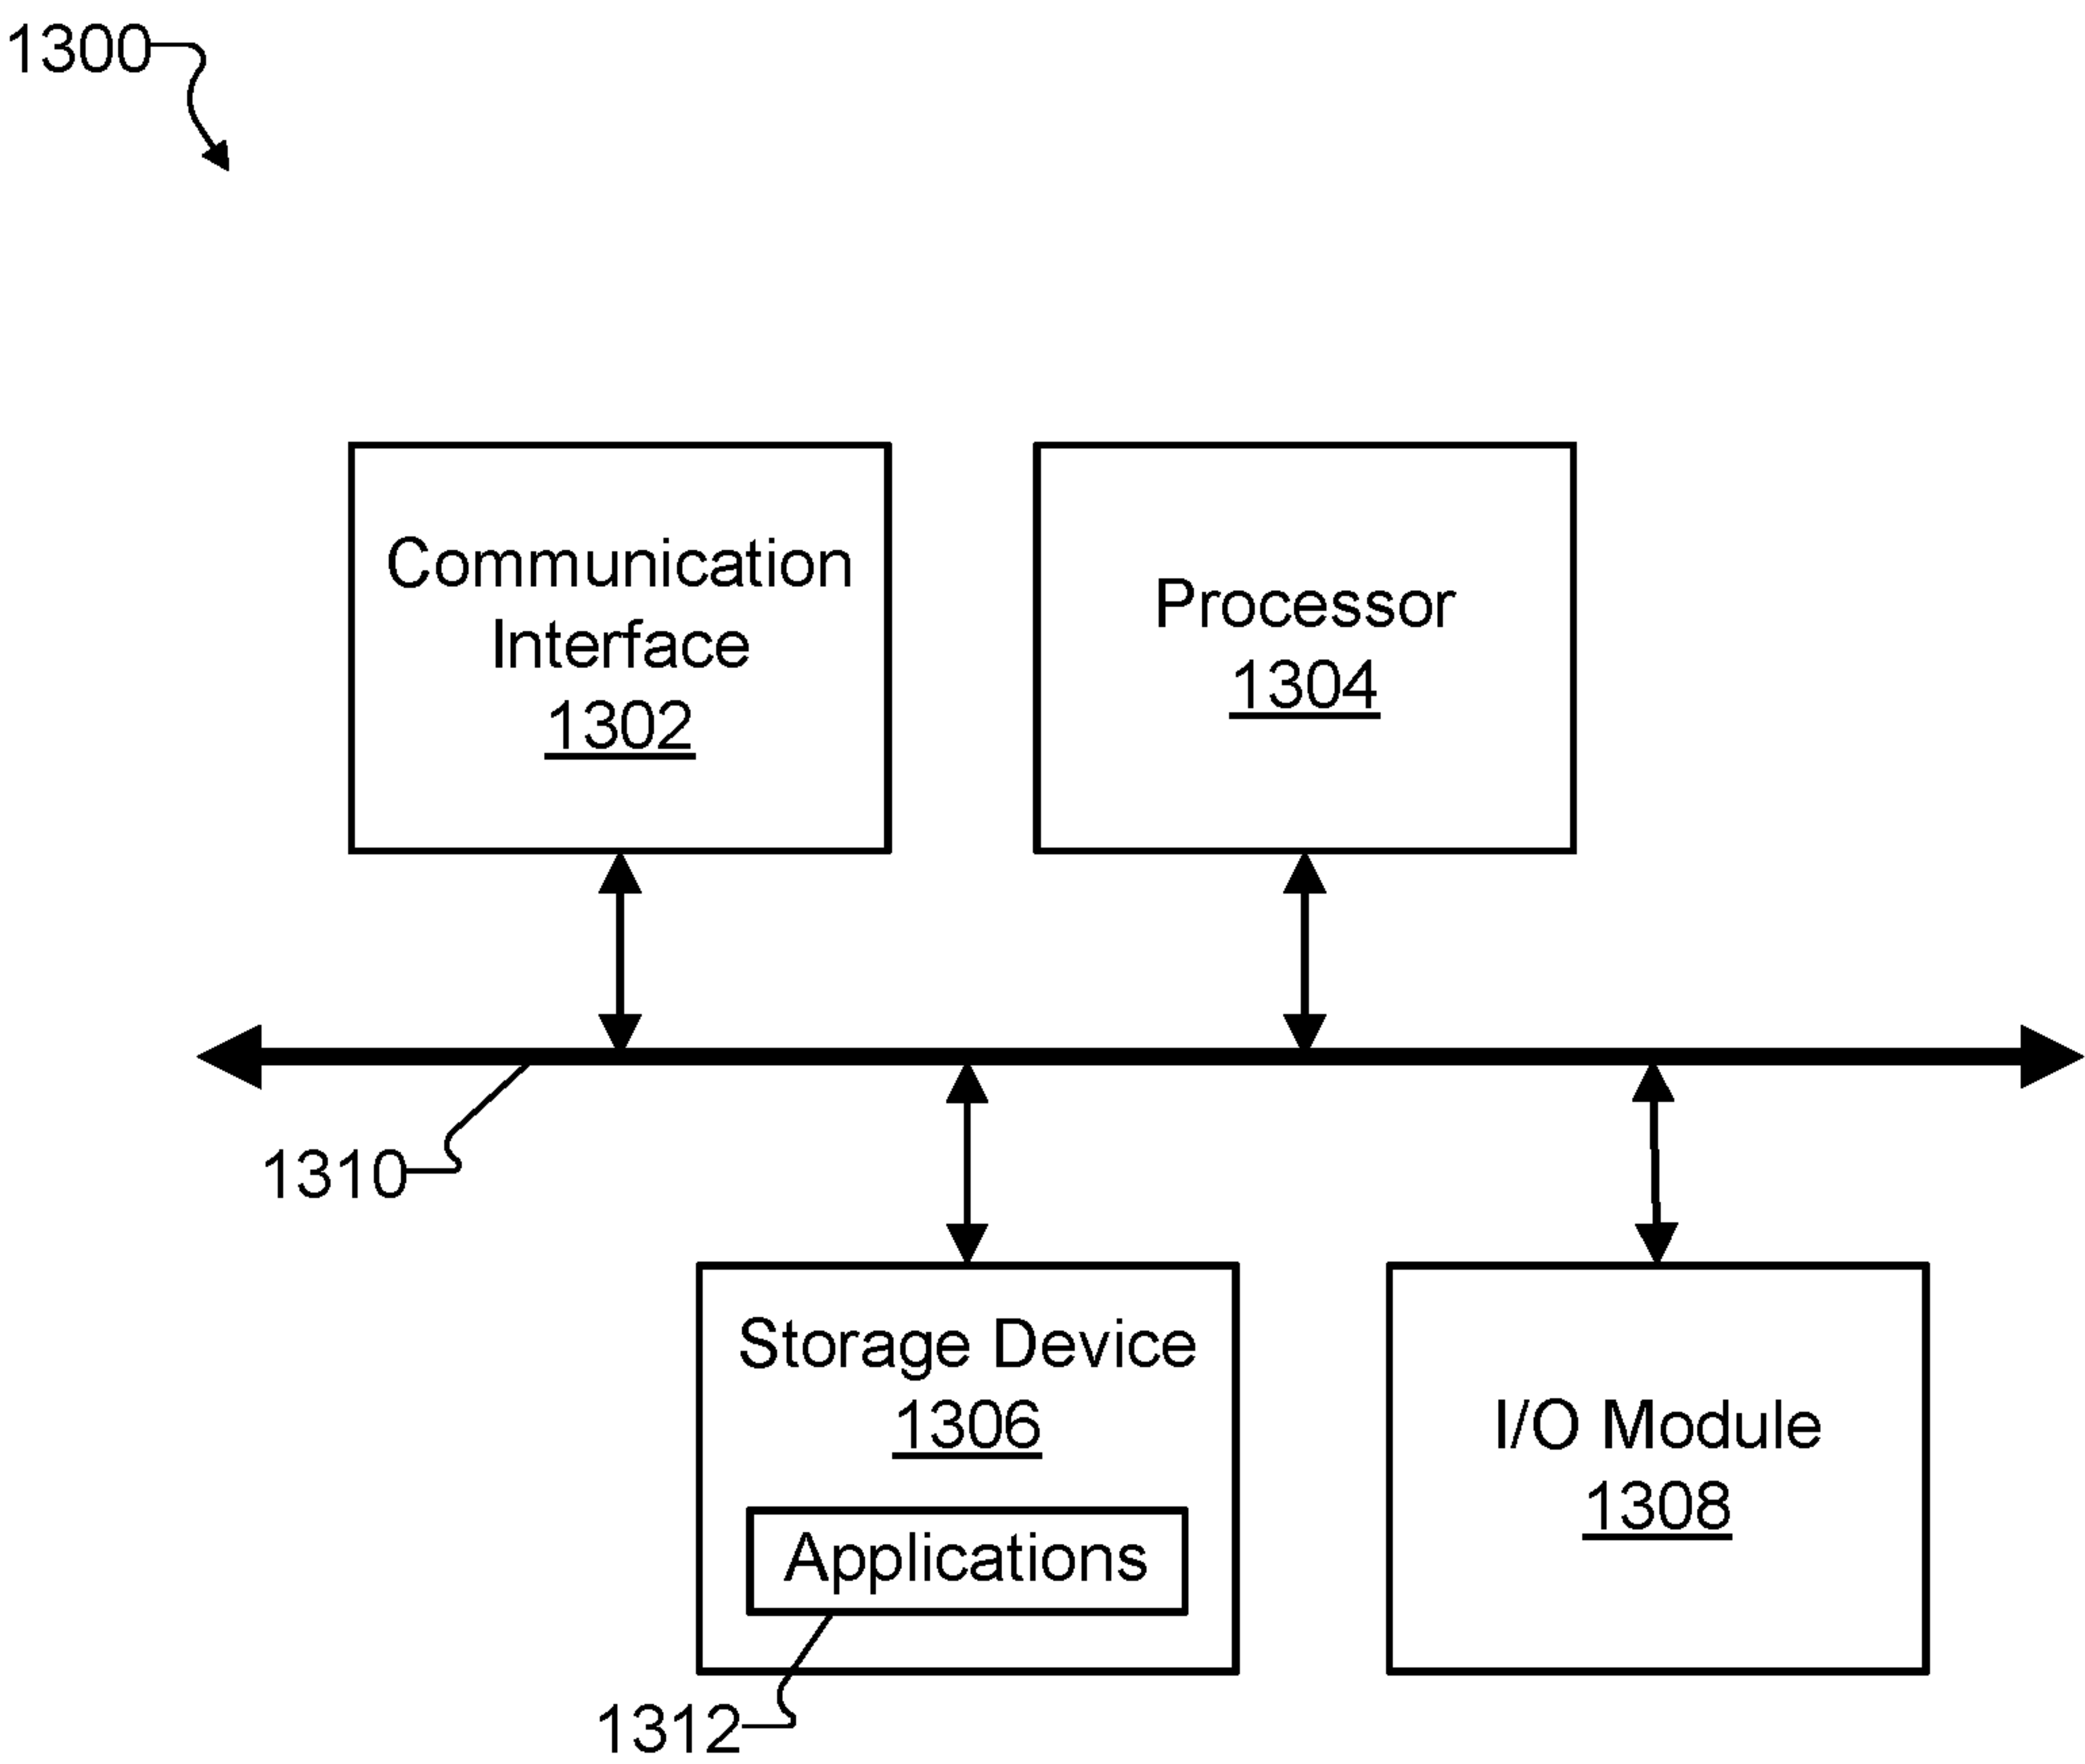 1300
Communication
Interface
1302
Processor
1304
1310
Storage Device
1306
Applications
1312
I/O Module
1308